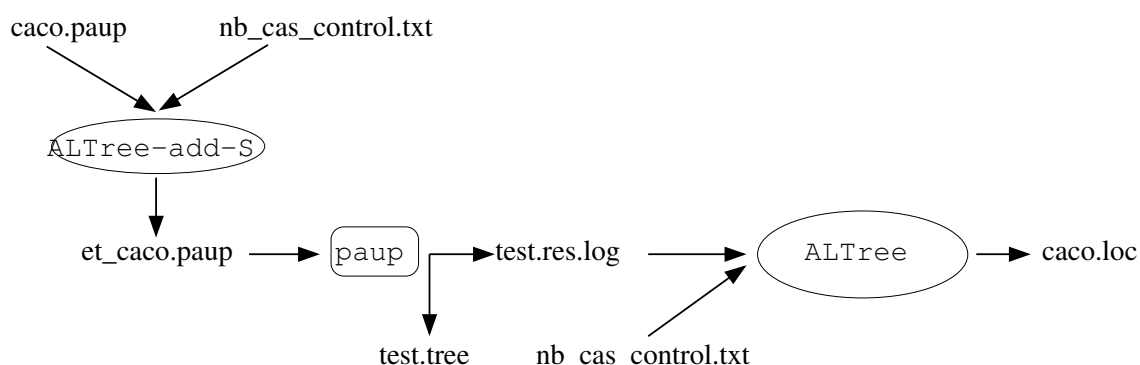 caco.paup nb_cas_control.txt
ALTree-add-S
et_caco.paup paup test.res.log ALTree caco.loc
test.tree nb cas control.txt